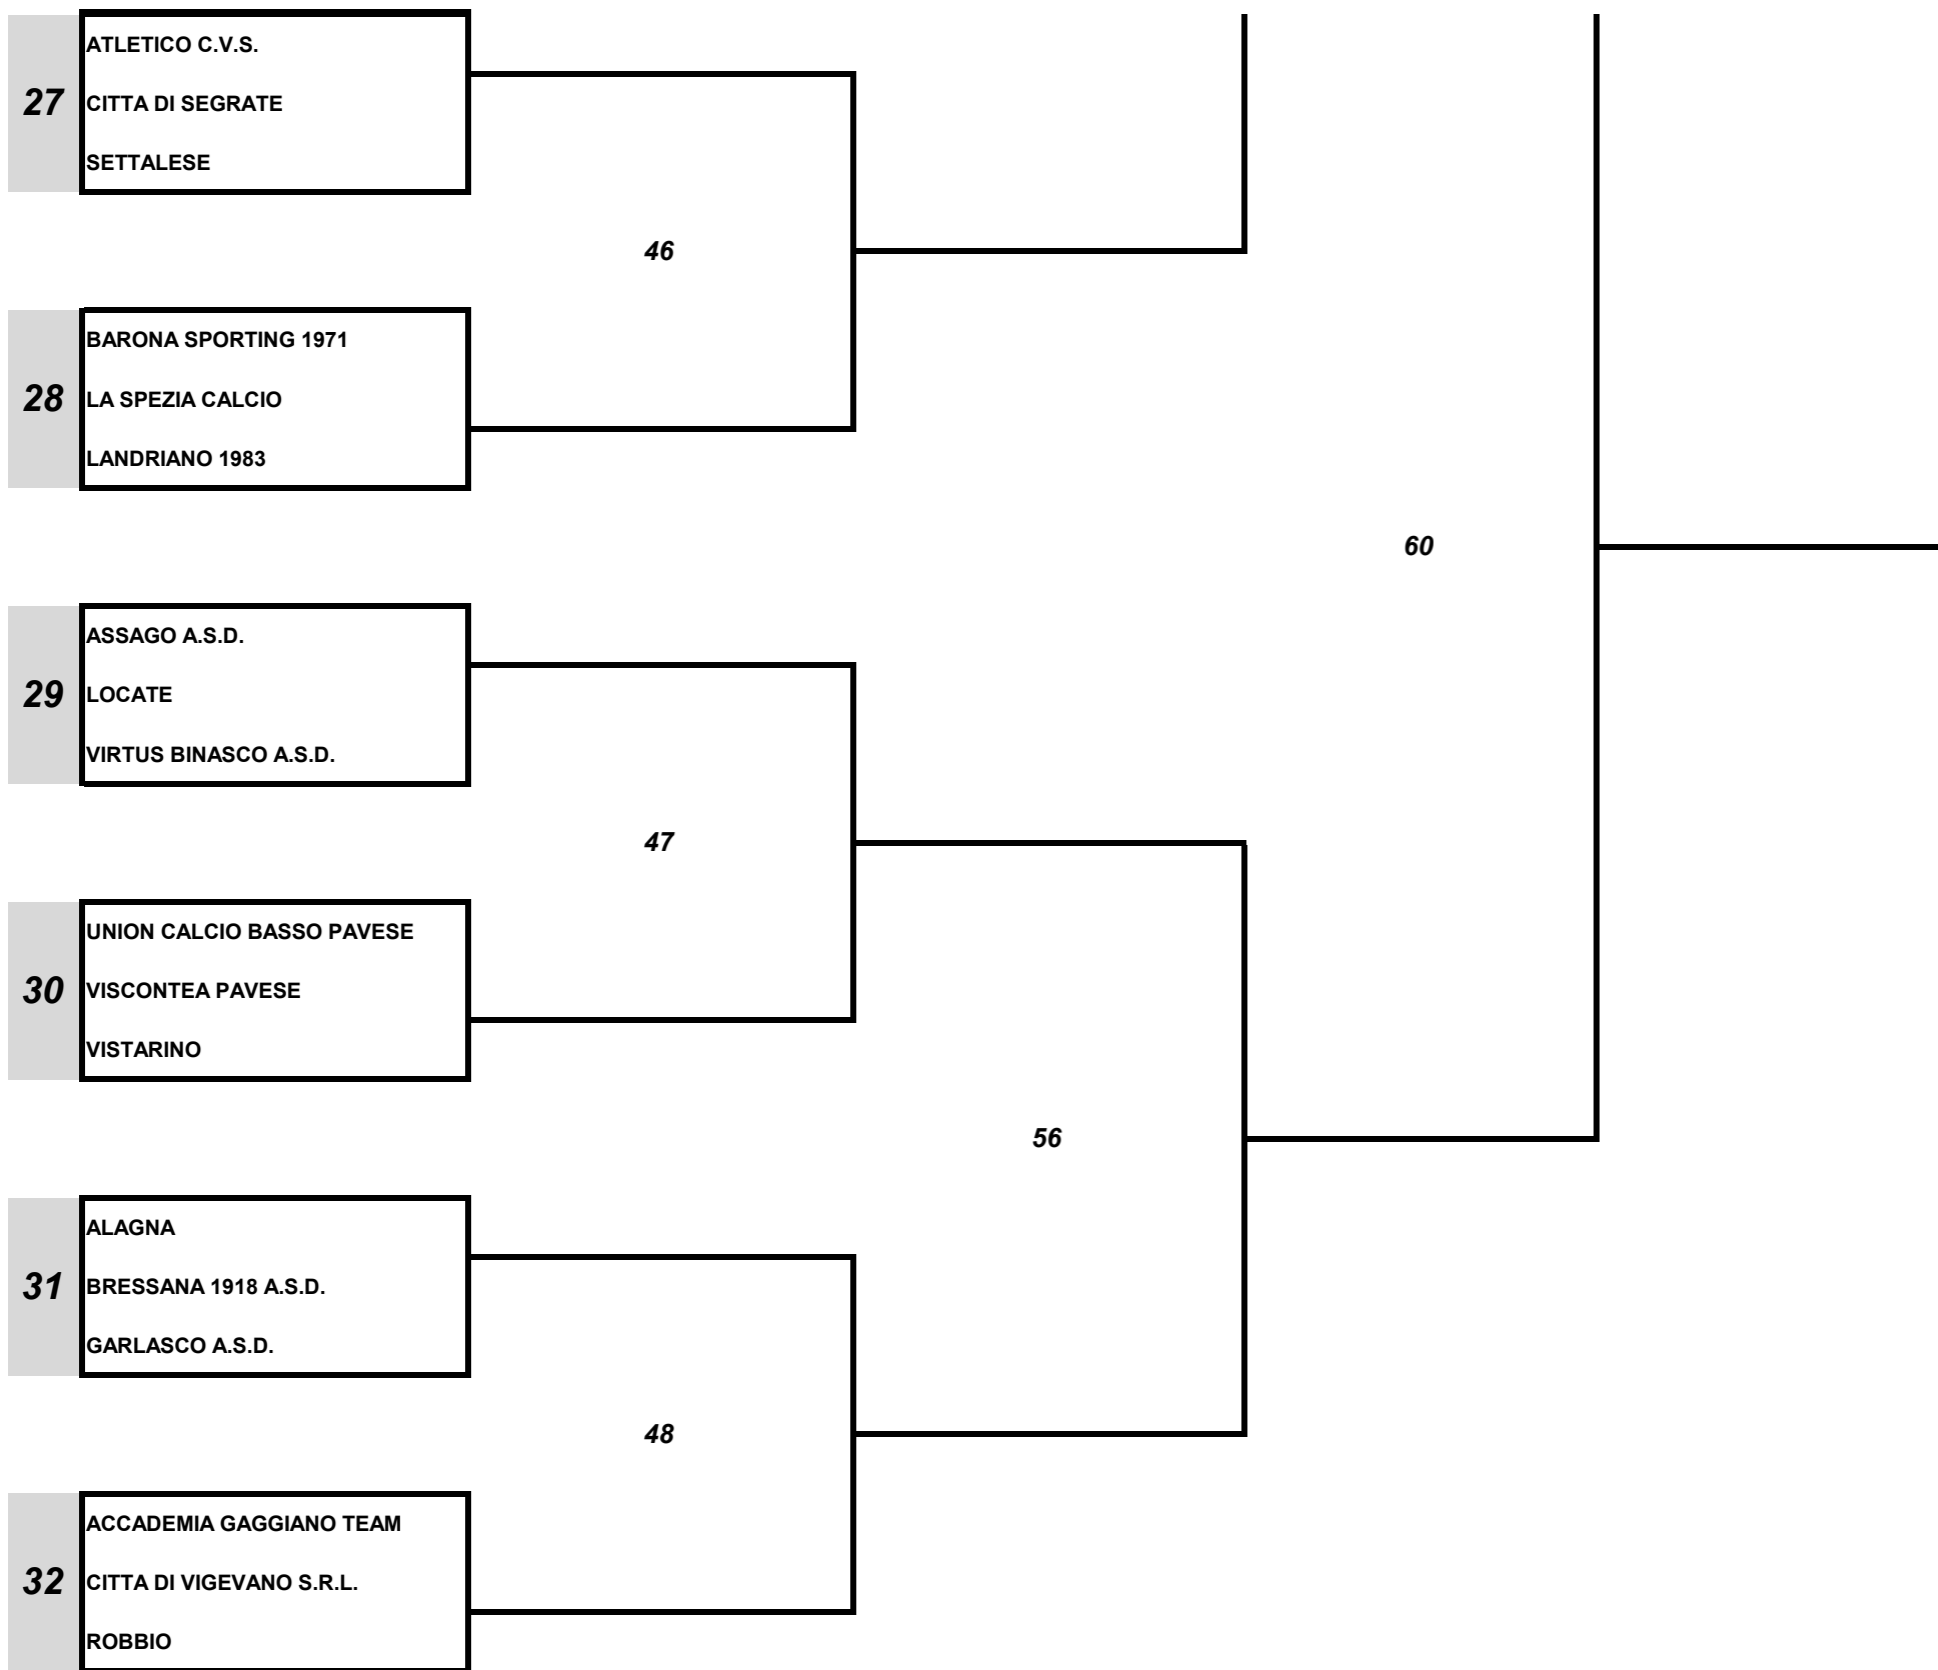 27
ATLETICO C.V.S.
CITTA DI SEGRATE
SETTALESE
46
28
BARONA SPORTING 1971
LA SPEZIA CALCIO
LANDRIANO 1983
60
29
ASSAGO A.S.D.
LOCATE
VIRTUS BINASCO A.S.D.
47
30
UNION CALCIO BASSO PAVESE
VISCONTEA PAVESE
VISTARINO
56
31
ALAGNA
BRESSANA 1918 A.S.D.
GARLASCO A.S.D.
48
32
ACCADEMIA GAGGIANO TEAM
CITTA DI VIGEVANO S.R.L.
ROBBIO